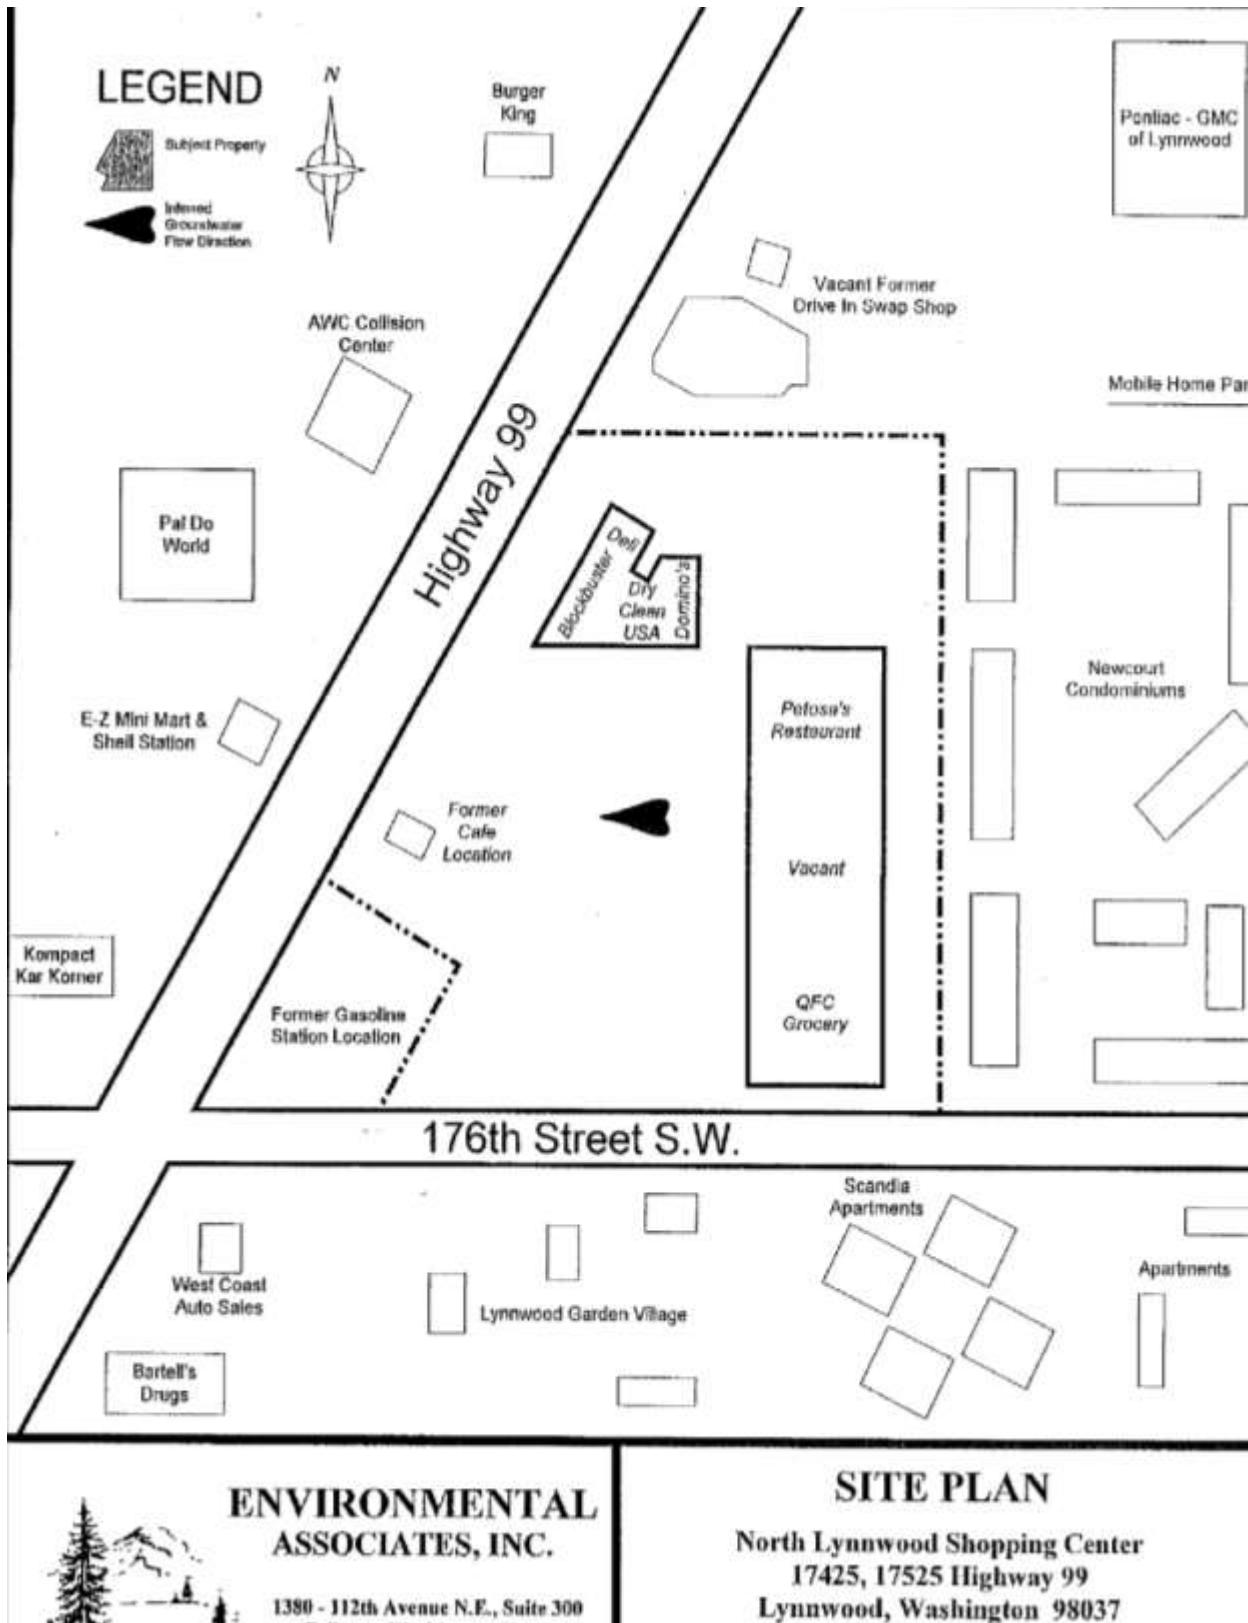 LEGEND
N
Subject Property
Inferred
Groundwater
Flow Direction
Burger
King
Pontiac - GMC
of Lynnwood
Vacant Former
Drive In Swap Shop
AWC Collision
Center
Mobile Home Par
Highway 99
Pal Do
World
Deli
Blockbuster
Dry
Clean
USA
Domino's
E-Z Mini Mart &
Shell Station
Petosa's
Restaurant
Newcourt
Condominiums
Former
Cafe
Location
Vacant
Kompact
Kar Korner
Former Gasoline
Station Location
QFC
Grocery
176th Street S.W.
Scandia
Apartments
West Coast
Auto Sales
Lynnwood Garden Village
Apartments
Bartell's
Drugs
ENVIRONMENTAL
ASSOCIATES, INC.
1380 - 112th Avenue N.E., Suite 300
SITE PLAN
North Lynnwood Shopping Center
17425, 17525 Highway 99
Lynnwood, Washington 98037